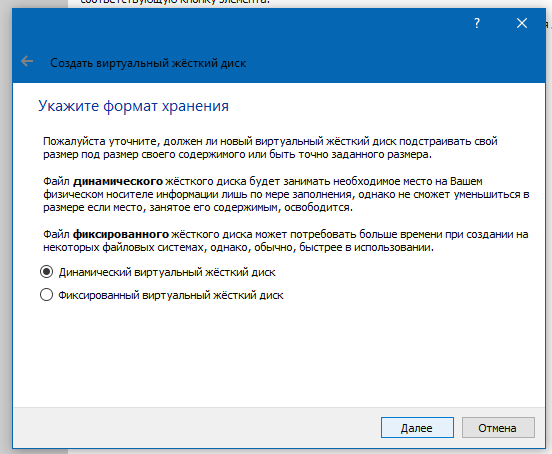 соответствующую кнопку элемента.
?
Создать виртуальный жёсткий диск
Укажите формат хранения
Пожалуйста уточните, должен ли новый виртуальный жёсткий диск подстраивать свой
размер под размер своего содержимого или быть точно заданного размера.
Файл динамического жёсткого диска будет занимать необходимое место на Вашем
физическом носителе информации лишь по мере заполнения, однако не сможет уменьшиться в
размере если место, занятое его содержимым, освободится.
Файл фиксированного жёсткого диска может потребовать больше времени при создании на
некоторых файловых системах, однако, обычно, быстрее в использовании.
Динамический виртуальный жёсткий диск
Фиксированный виртуальный жёсткий диск
Далее
Отмена